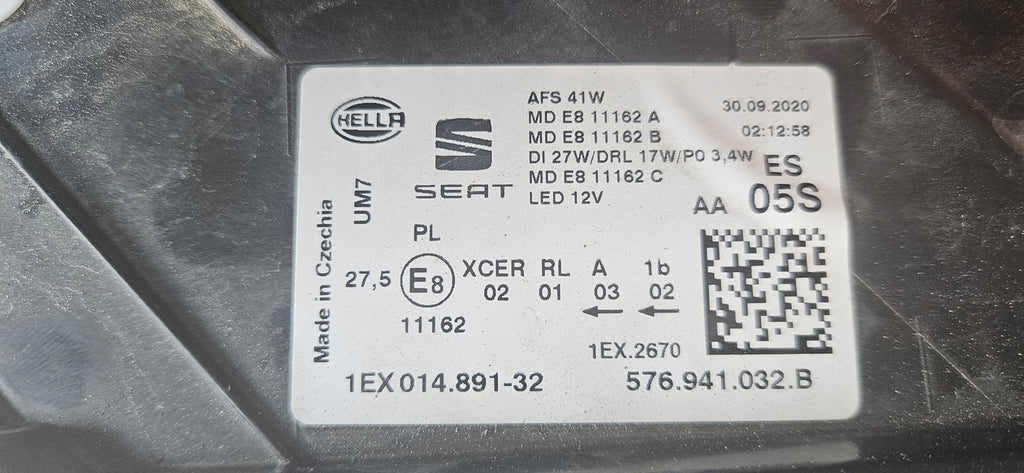 HELLA
SEAT
AFS 41W
MD E8 11162 A
MD E8 11162 B
DI 27W/DRL 17W/PO 3,4W
MD E8 11162 C
LED 12V
30.09.2020
02:12:58
ES
AA 05S
Made in Czechia
UM7
PL
27,5 E8 XCER RL A 1b
02 01 03 02
11162
1EX.2670
1EX 014.891-32
576.941.032.B